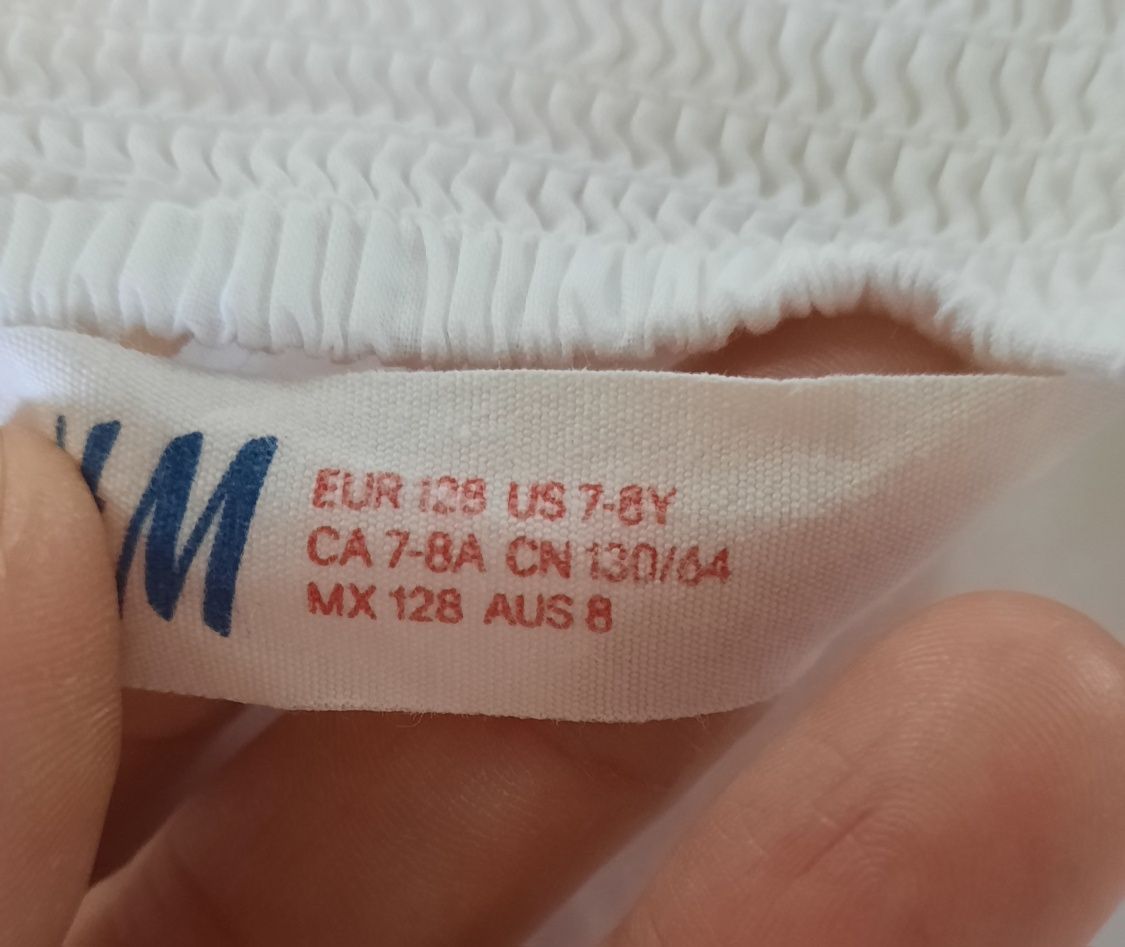 M
EUR 128 US 7-8Y
CA 7-8A CN 130/64
MX 128 AUS 8